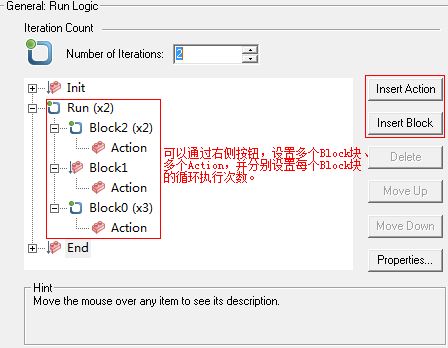 General: Run Logic
Iteration Count
Number of Iterations: 2
Init
Run (x2)
Block2 (x2)
Action
Block1
Action
Block0 (x3)
Action
End
Insert Action
Insert Block
Delete
Move Up
Move Down
Properties...
可以通过右侧按钮，设置多个Block块、
多个Action，并分别设置每个Block块
的循环执行次数。
Hint
Move the mouse over any item to see its description.